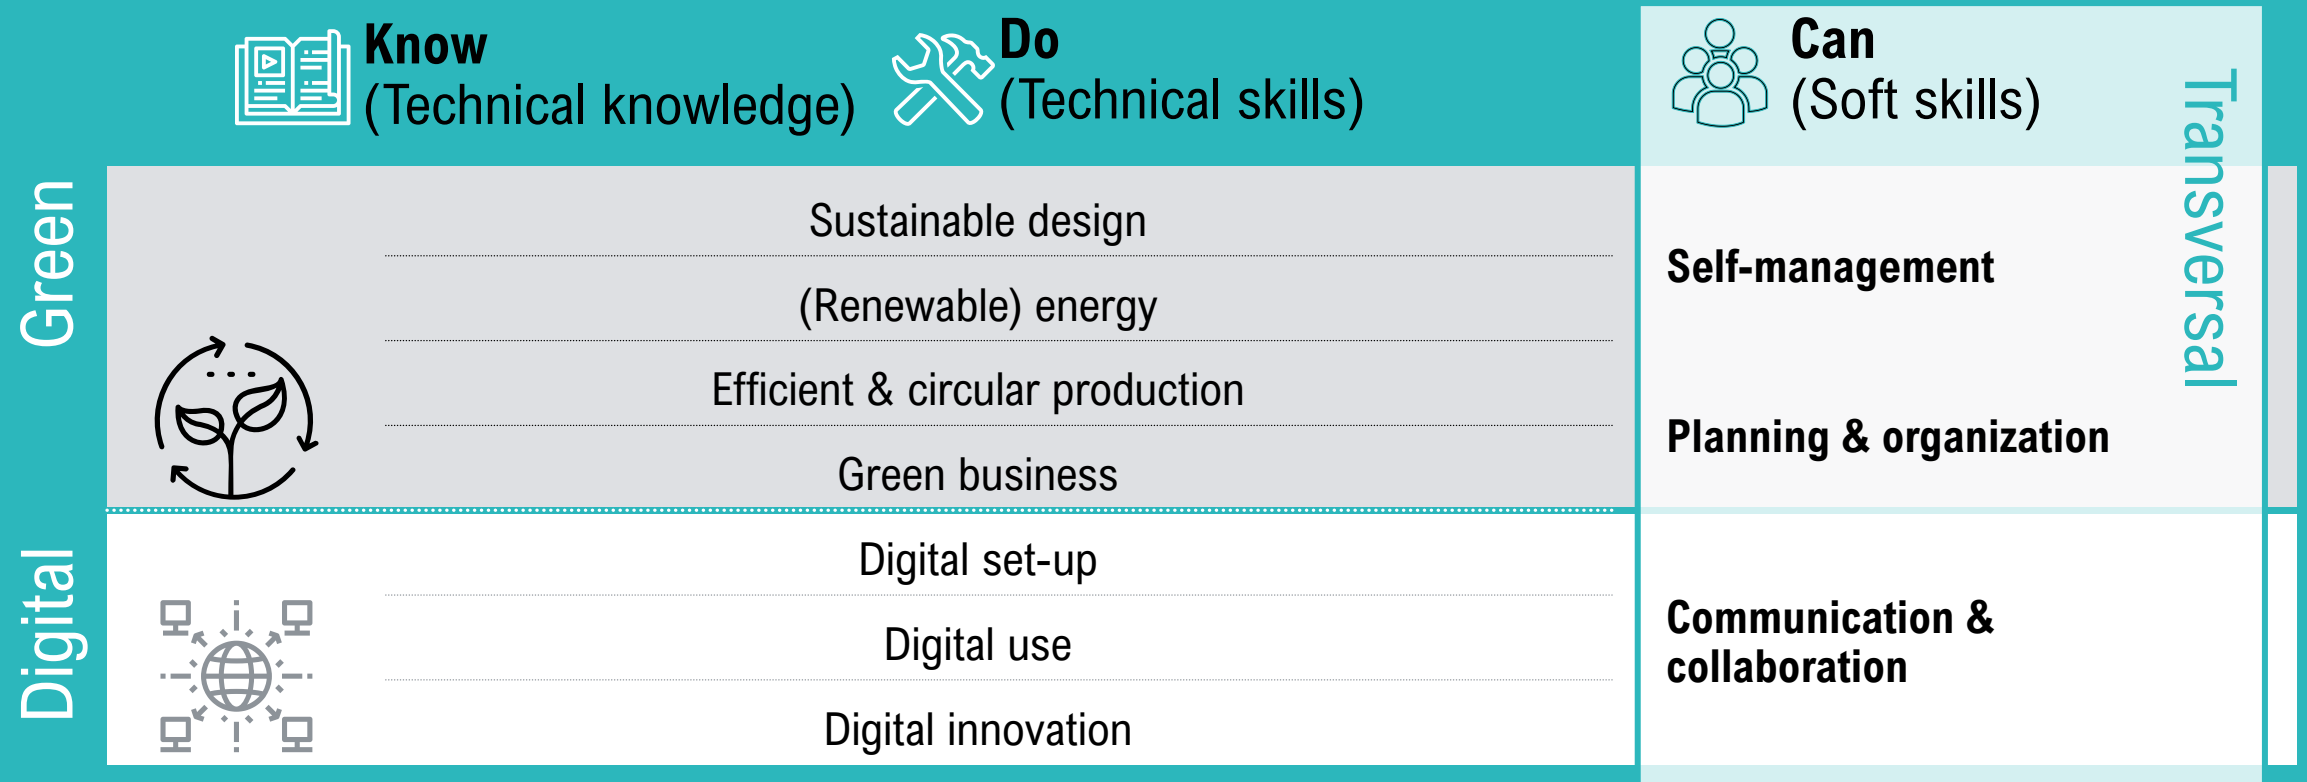 Know
(Technical knowledge)
Do
(Technical skills)
Can
(Soft skills)
Transversal
Green
Sustainable design
(Renewable) energy
Efficient & circular production
Green business
Self-management
Planning & organization
Digital
Digital set-up
Digital use
Digital innovation
Communication &
collaboration